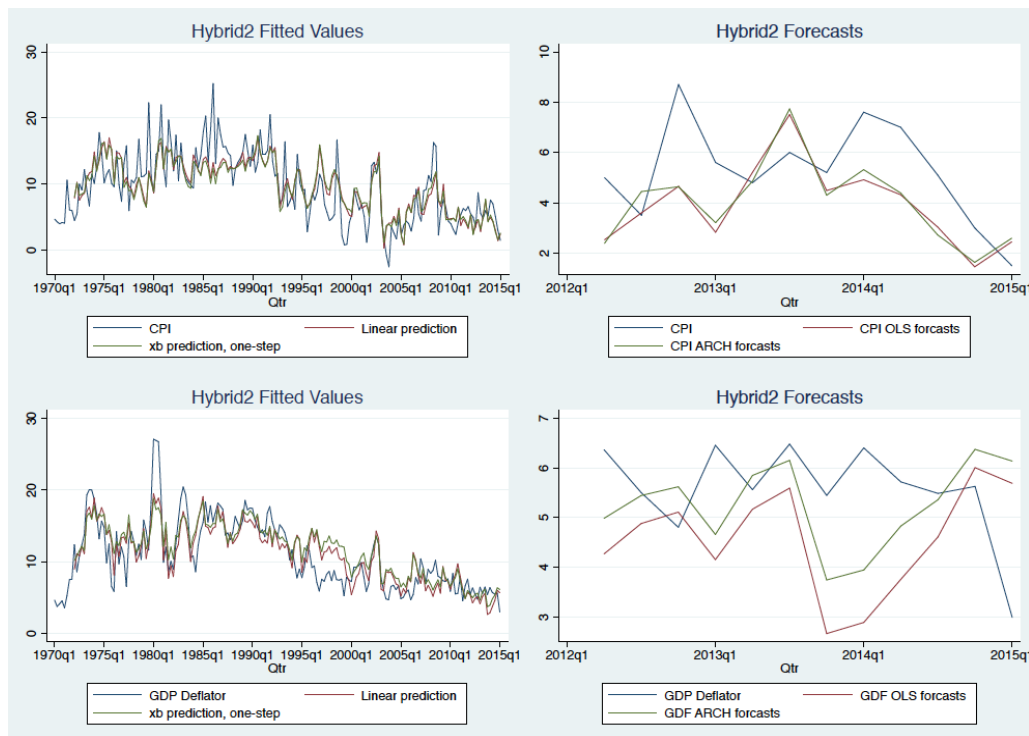 Hybrid2 Fitted Values
30
20
10
0
1970q1 1975q1 1980q1 1985q1 1990q1 1995q1 2000q1 2005q1 2010q1 2015q1
Qtr
CPI Linear prediction
xb prediction, one-step
Hybrid2 Forecasts
10
8
6
4
2
2012q1 2013q1 2014q1 2015q1
Qtr
CPI CPI OLS forcasts
CPI ARCH forcasts
Hybrid2 Fitted Values
30
20
10
0
1970q1 1975q1 1980q1 1985q1 1990q1 1995q1 2000q1 2005q1 2010q1 2015q1
Qtr
GDP Deflator Linear prediction
xb prediction, one-step
Hybrid2 Forecasts
7
6
5
4
3
2012q1 2013q1 2014q1 2015q1
Qtr
GDP Deflator GDF OLS forcasts
GDF ARCH forcasts